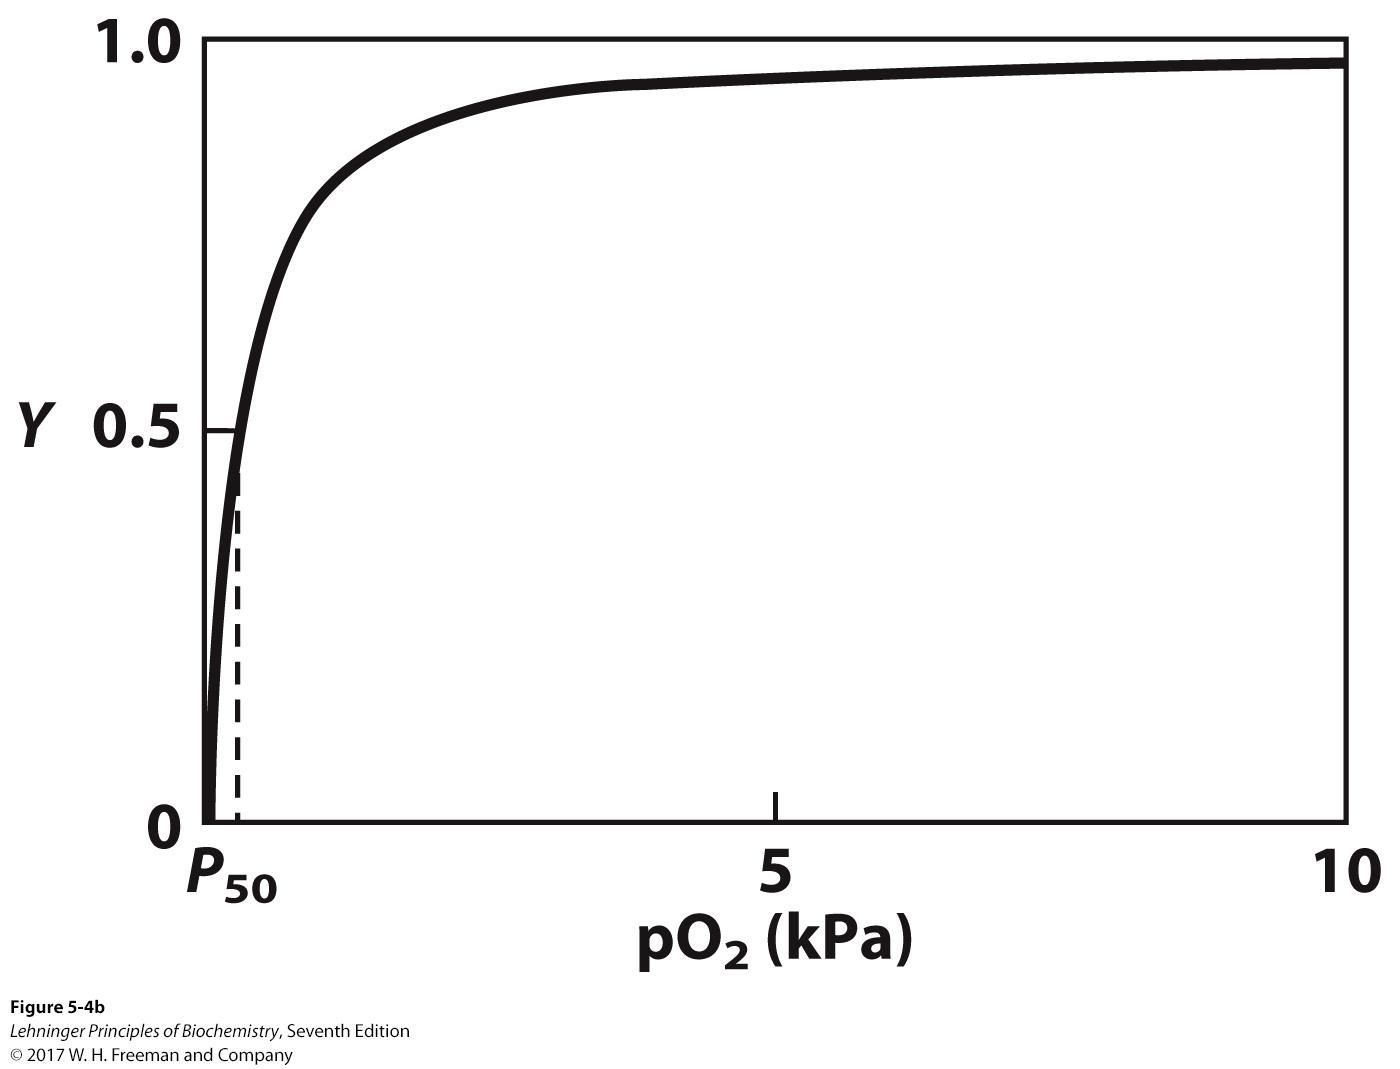 1.0
Y 0.5
0
P50
5
10
pO2 (kPa)
Figure 5-4b
Lehninger Principles of Biochemistry, Seventh Edition
© 2017 W. H. Freeman and Company